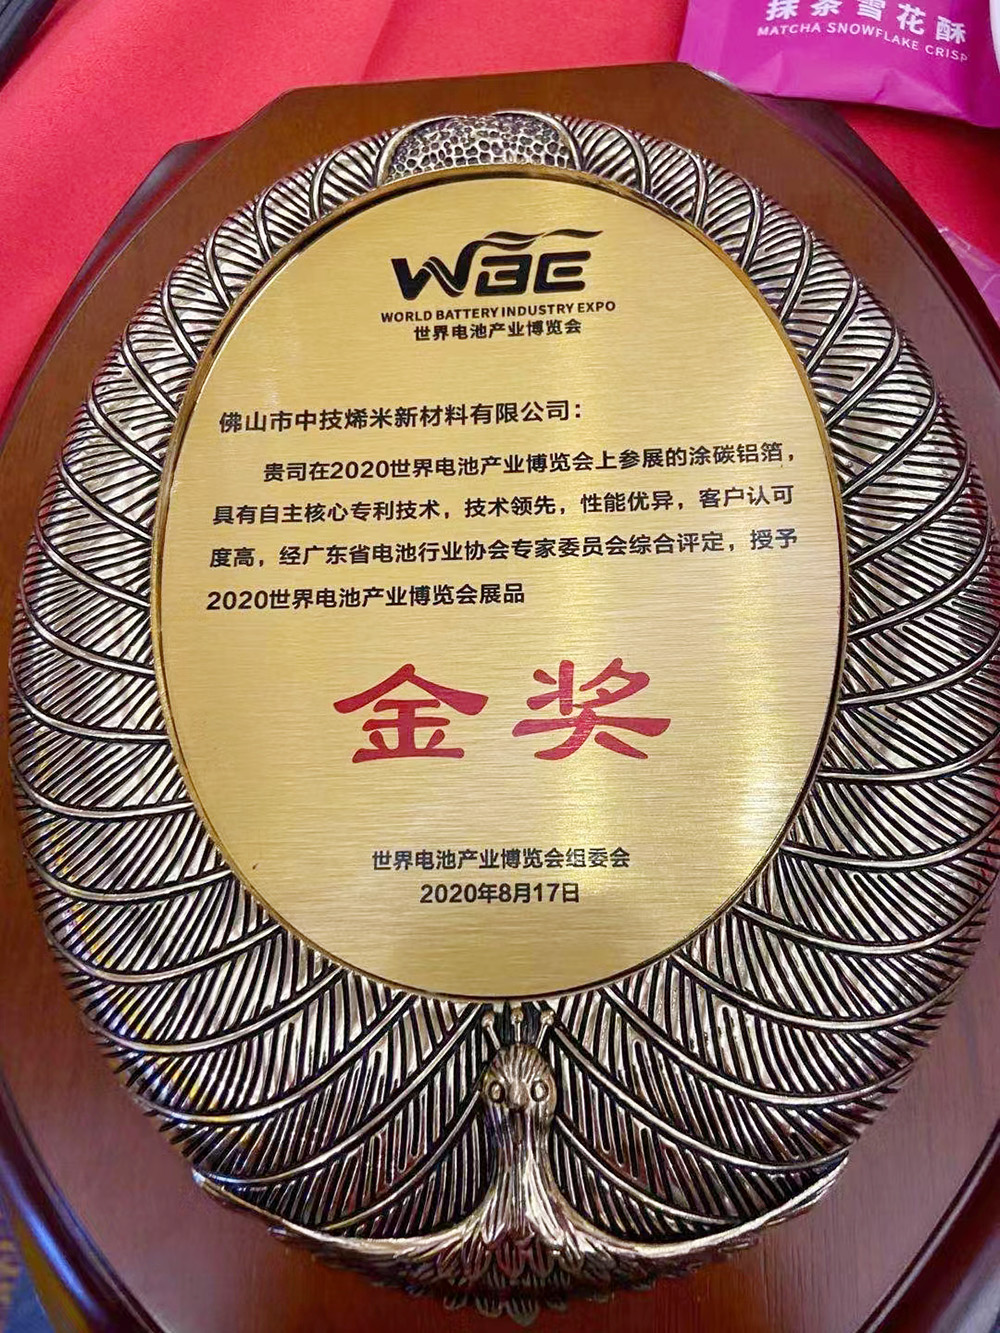 抹茶雪花酥
MATCHA SNOWFLAKE CRISP
WBE
WORLD BATTERY INDUSTRY EXPO
世界电池产业博览会
佛山市中技烯米新材料有限公司：
贵司在2020世界电池产业博览会上参展的涂碳铝箔，
具有自主核心专利技术，技术领先，性能优异，客户认可
度高，经广东省电池行业协会专家委员会综合评定，授予
2020世界电池产业博览会展品
金奖
世界电池产业博览会组委会
2020年8月17日